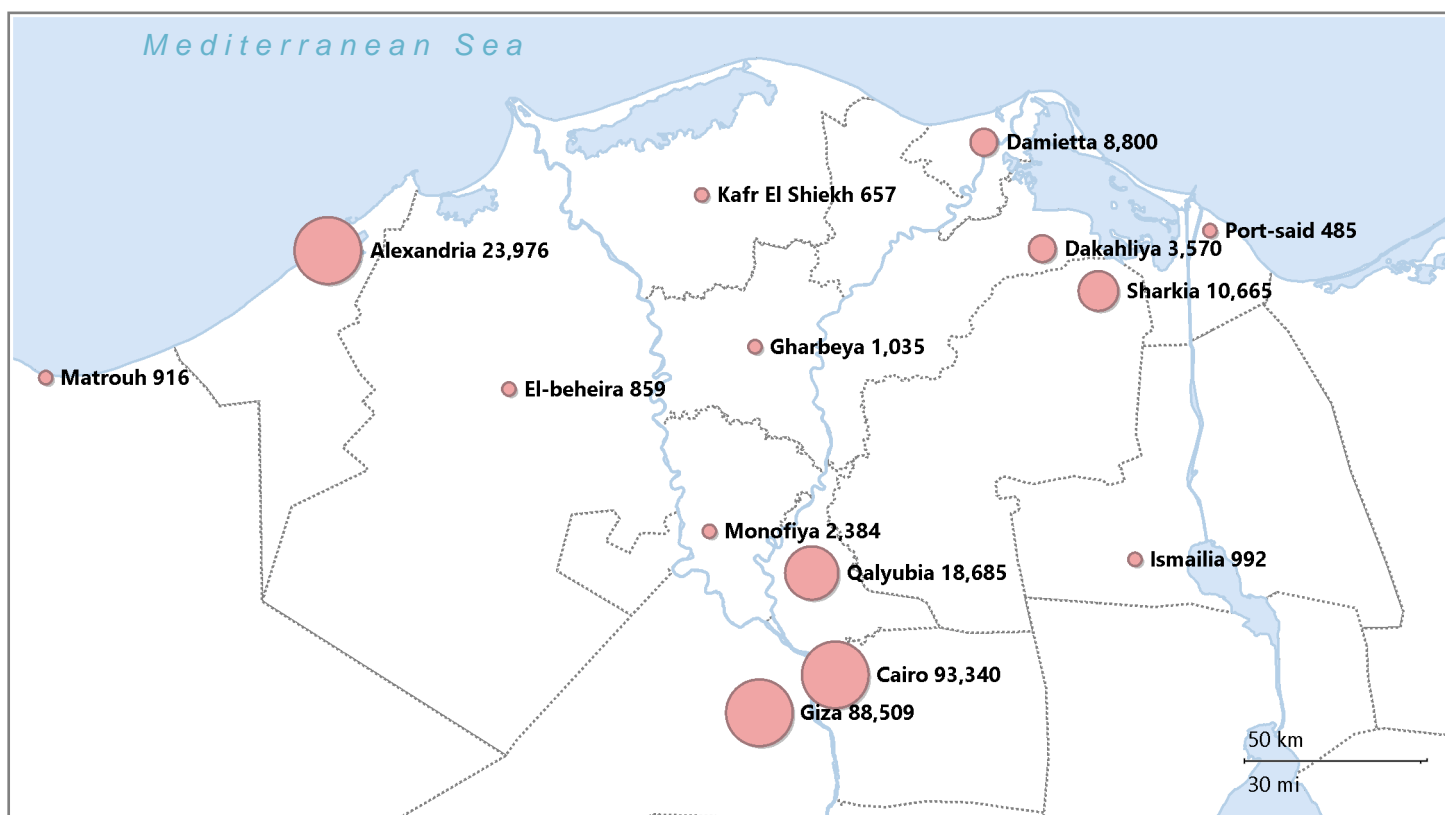 Mediterranean Sea
Damietta 8,800
Kafr El Shiekh 657
Port-said 485
Alexandria 23,976
Dakahliya 3,570
Sharkia 10,665
Gharbeya 1,035
Matrouh 916
El-beheira 859
Monofiya 2,384
Ismailia 992
Qalyubia 18,685
Cairo 93,340
Giza 88,509
50 km
30 mi